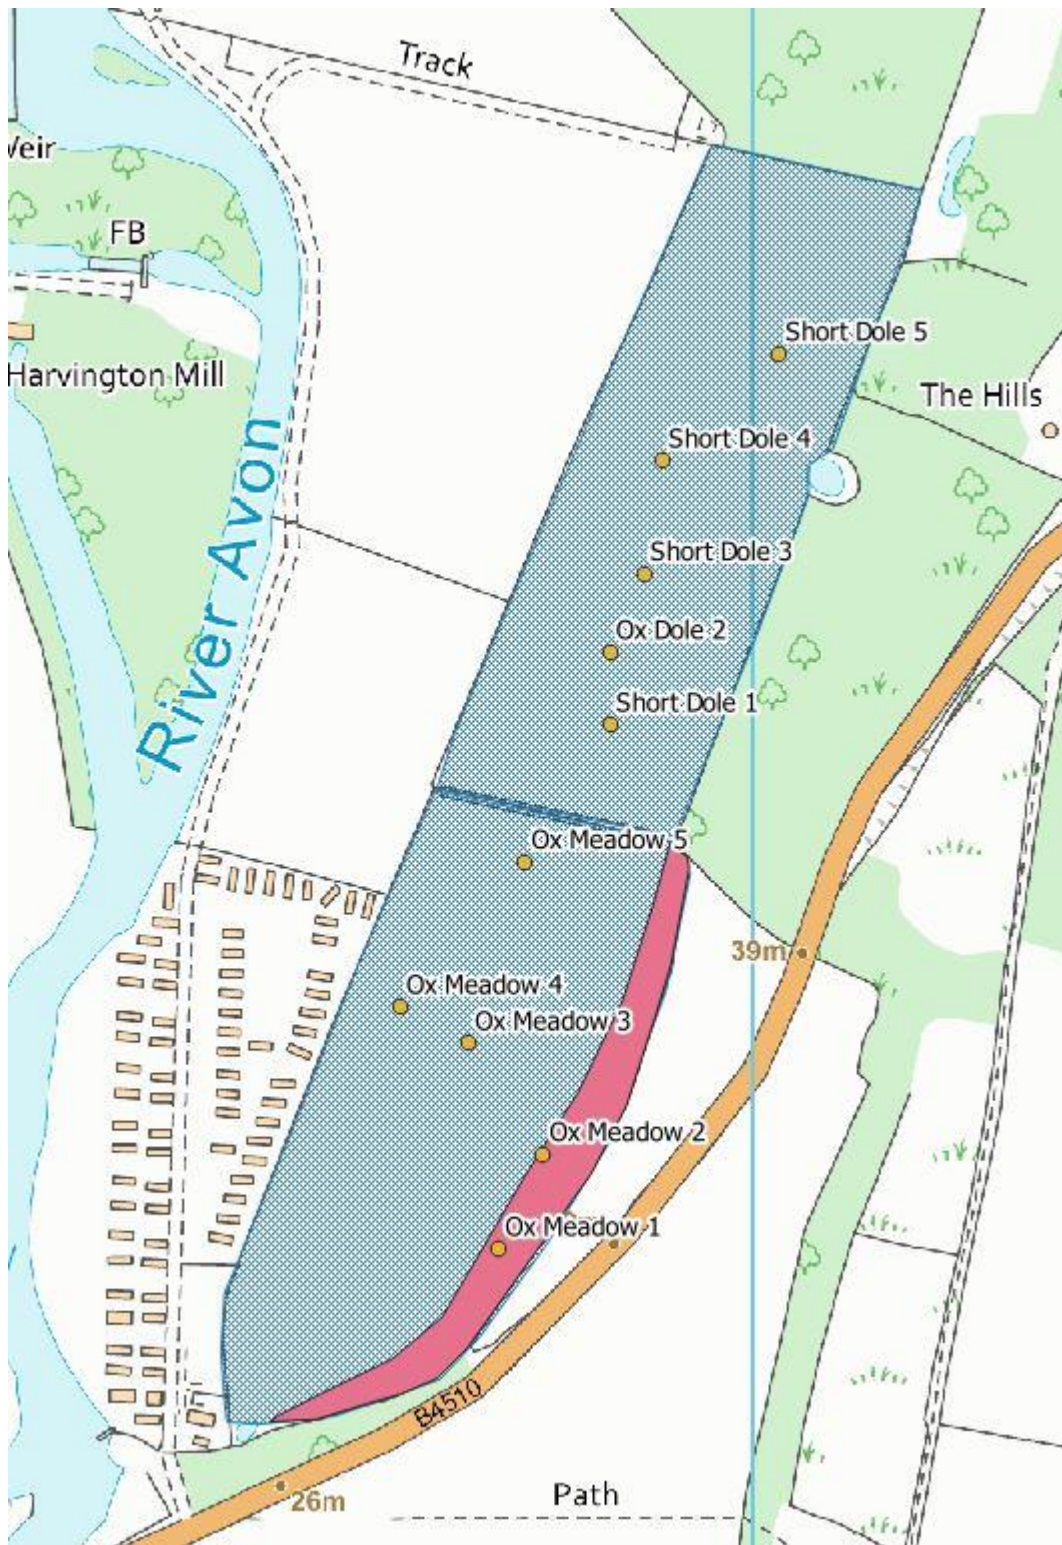 Track
Weir
FB
Short Dole 5
Harvington Mill
The Hills
Short Dole 4
River Avon
Short Dole 3
Ox Dole 2
Short Dole 1
Ox Meadow 5
39m
Ox Meadow 4
Ox Meadow 3
Ox Meadow 2
Ox Meadow 1
B4510
26m
Path